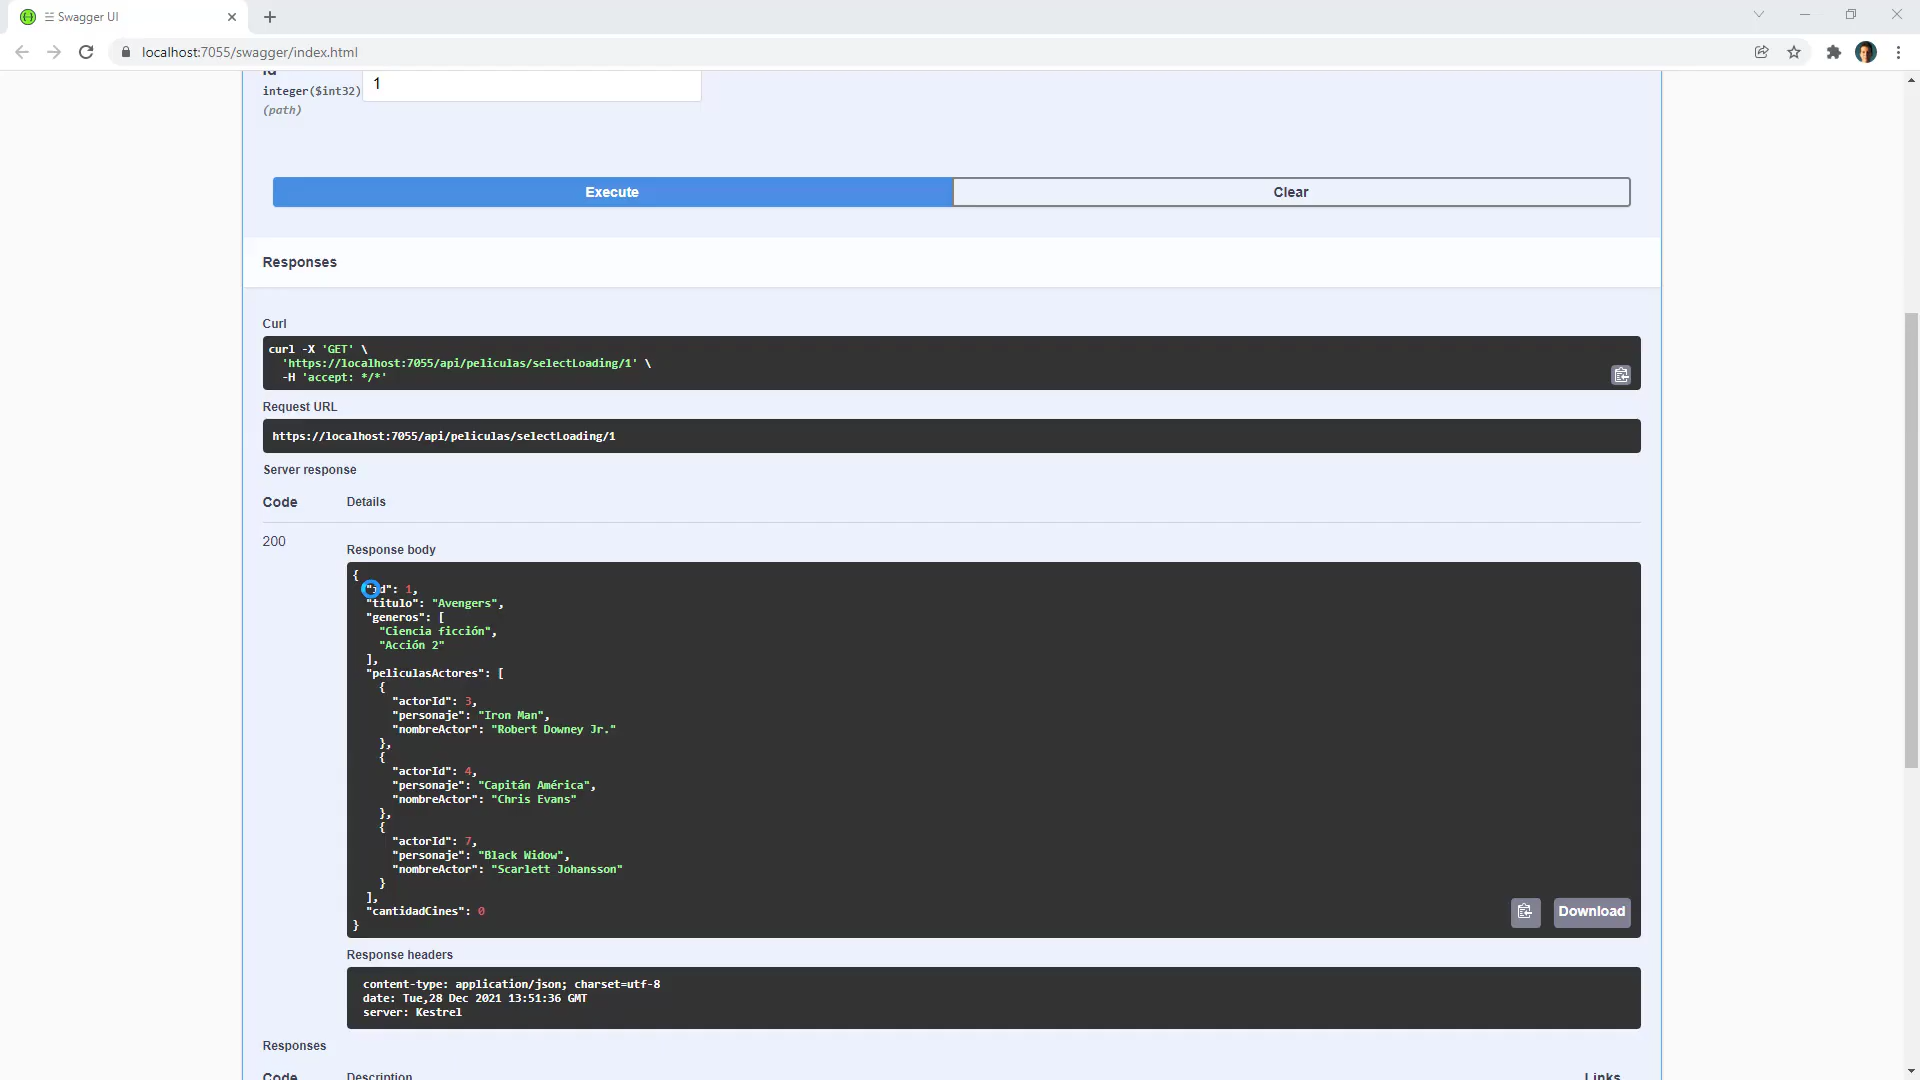 Swagger UI
localhost:7055/swagger/index.html
id
integer($int32)
1
(path)
Execute
Clear
Responses
Curl
curl -X 'GET' \
'https://localhost:7055/api/peliculas/selectLoading/1' \
-H 'accept: */*'
Request URL
https://localhost:7055/api/peliculas/selectLoading/1
Server response
Code
Details
200
Response body
{
"id": 1,
"titulo": "Avengers",
"generos": [
"Ciencia ficción",
"Acción 2"
],
"peliculasActores": [
{
"actorId": 3,
"personaje": "Iron Man",
"nombreActor": "Robert Downey Jr."
},
{
"actorId": 4,
"personaje": "Capitán América",
"nombreActor": "Chris Evans"
},
{
"actorId": 7,
"personaje": "Black Widow",
"nombreActor": "Scarlett Johansson"
}
],
"cantidadCines": 0
}
Download
Response headers
content-type: application/json; charset=utf-8
date: Tue,28 Dec 2021 13:51:36 GMT
server: Kestrel
Responses
Code
Description
Links